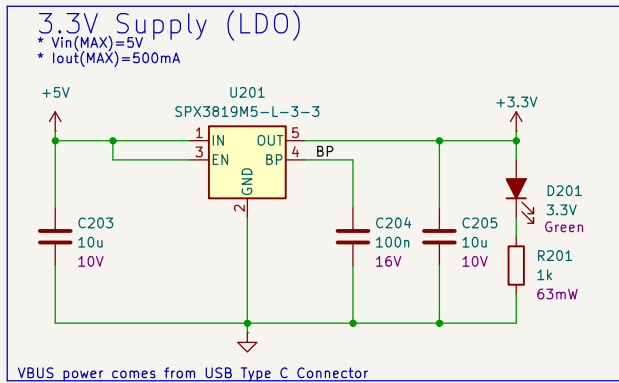 3.3V Supply (LDO)
* Vin(MAX)=5V
* Iout(MAX)=500mA
+5V
U201
SPX3819M5-L-3-3
+3.3V
1
IN
OUT
5
3
EN
BP
4
BP
GND
2
C203
10u
10V
C204
100n
16V
C205
10u
10V
D201
3.3V
Green
R201
1k
63mW
VBUS power comes from USB Type C Connector